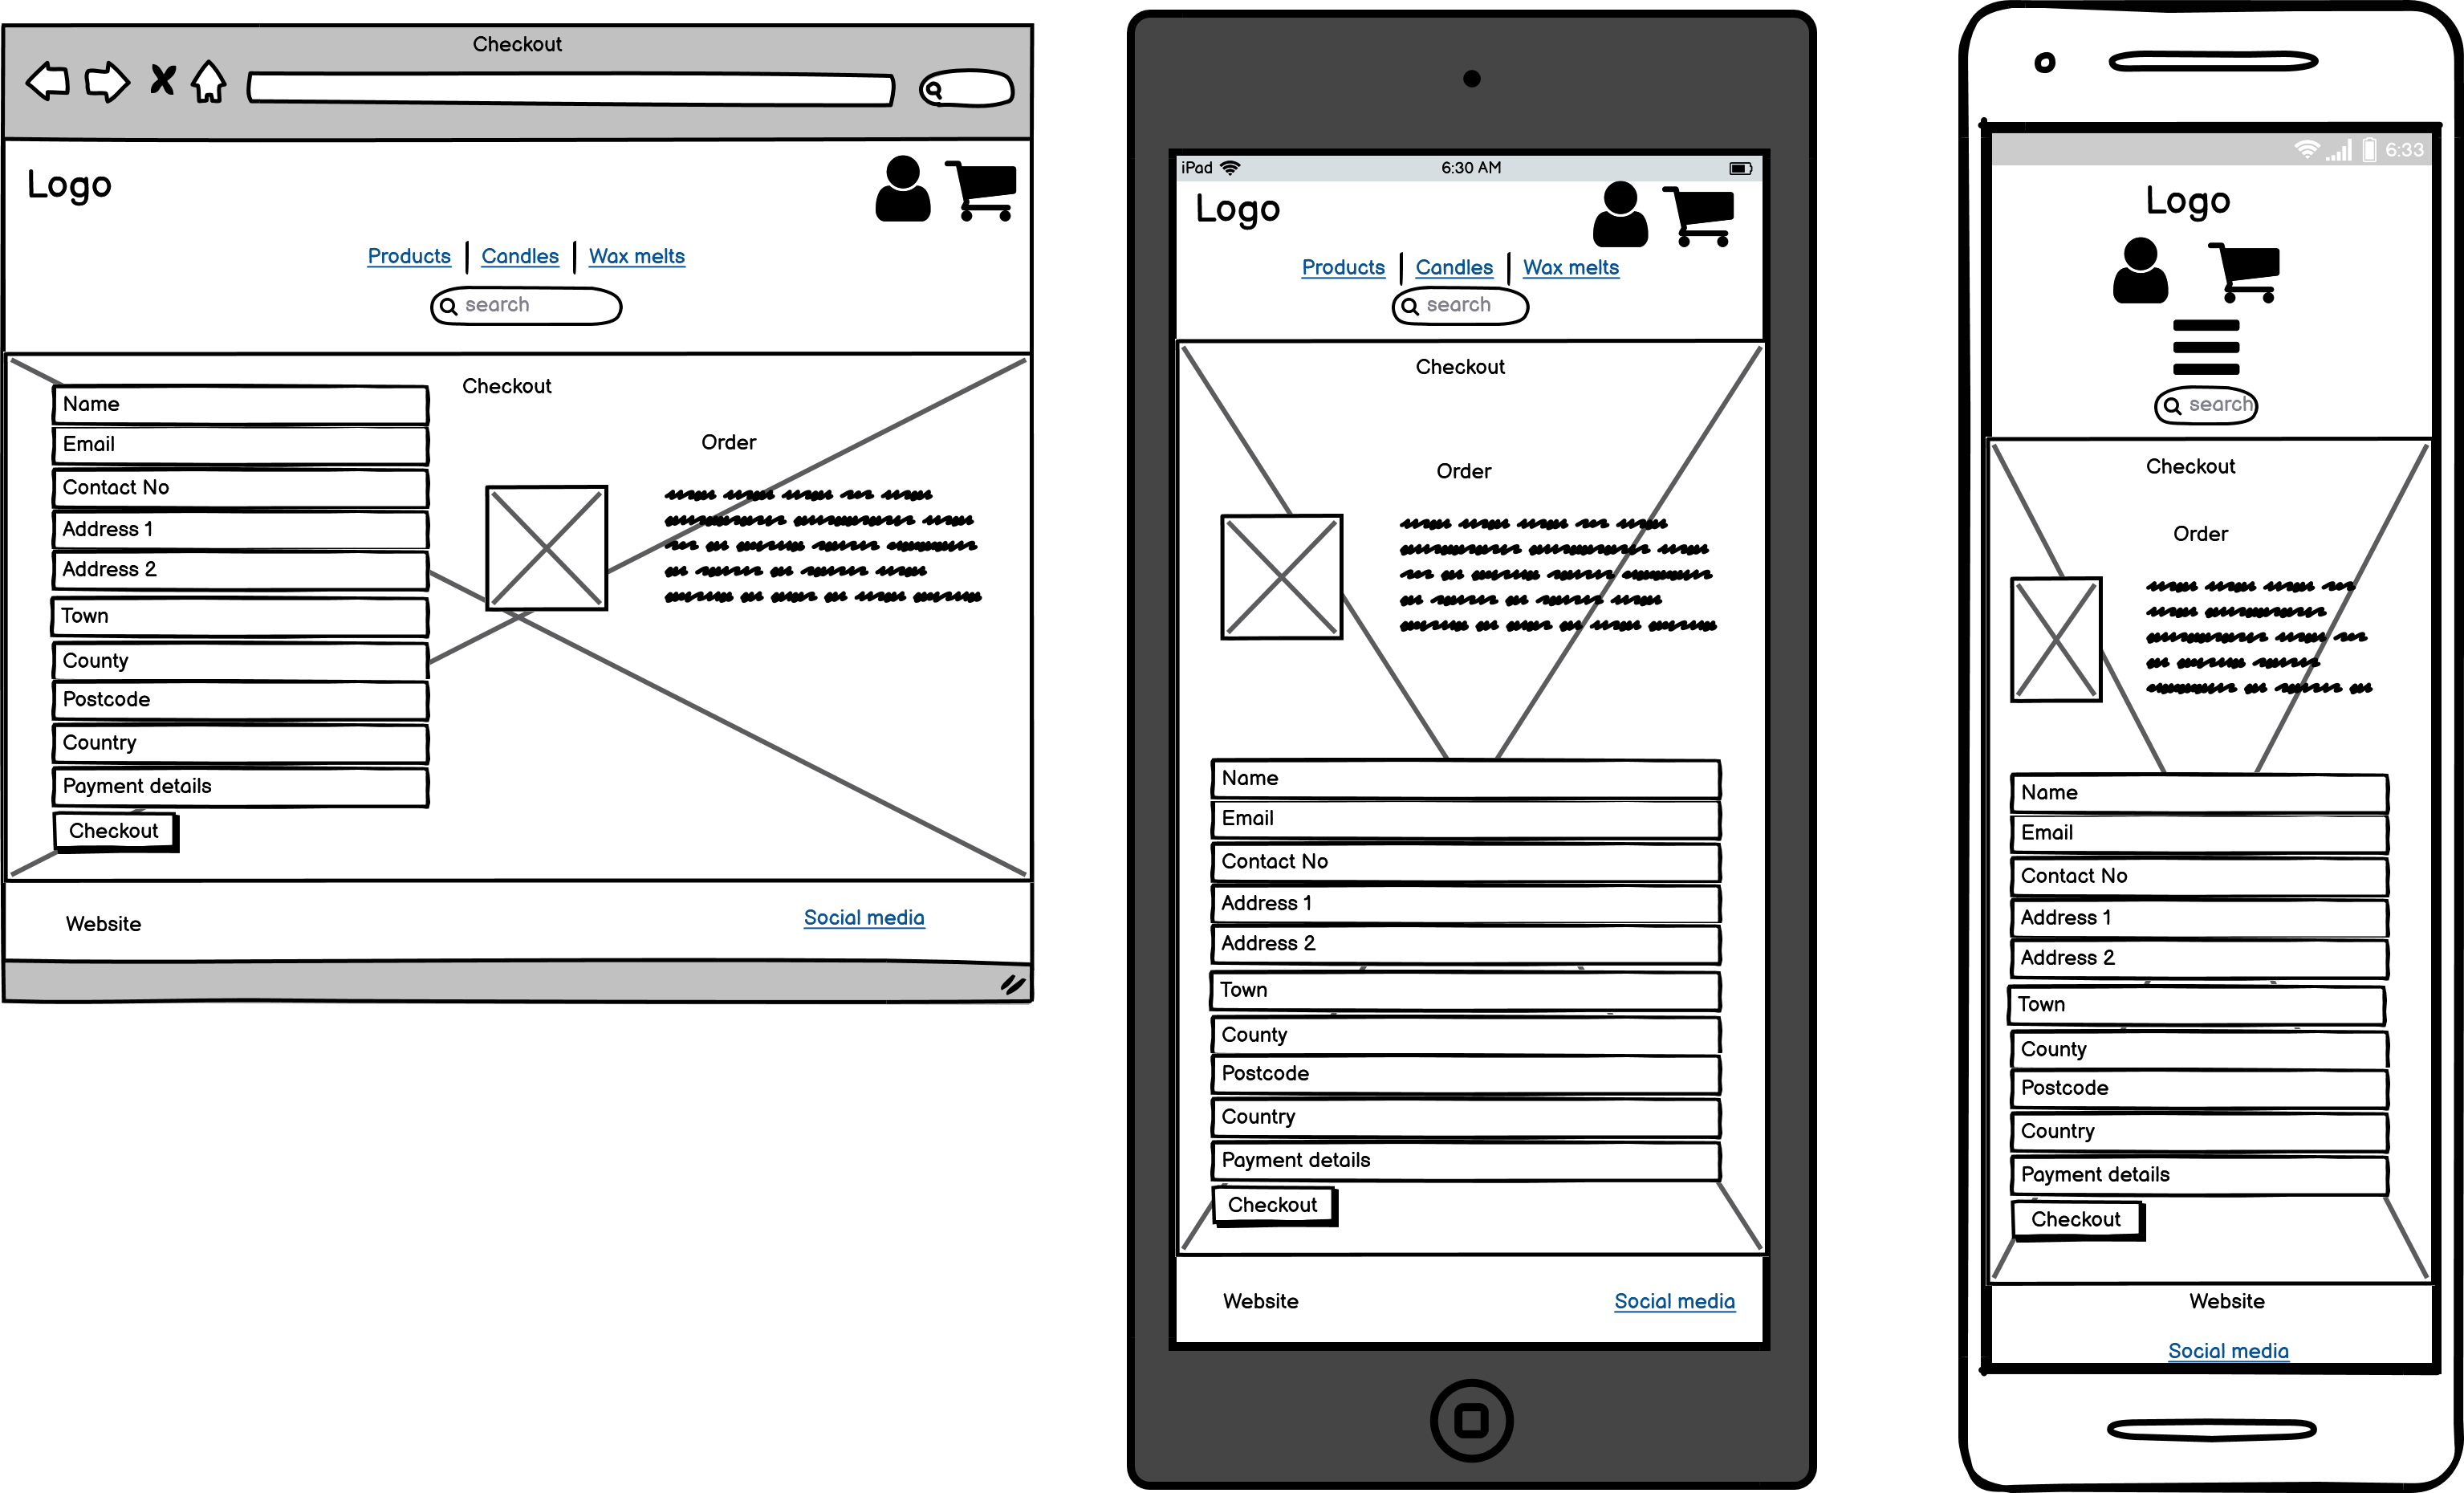 Checkout
Logo
Products | Candles | Wax melts
search
Checkout
Name
Email
Contact No
Address 1
Address 2
Town
County
Postcode
Country
Payment details
Checkout
Order
Website
Social media
iPad 6:30 AM
Logo
Products | Candles | Wax melts
search
Checkout
Order
Name
Email
Contact No
Address 1
Address 2
Town
County
Postcode
Country
Payment details
Checkout
Website
Social media
6:33
Logo
search
Checkout
Order
Name
Email
Contact No
Address 1
Address 2
Town
County
Postcode
Country
Payment details
Checkout
Website
Social media